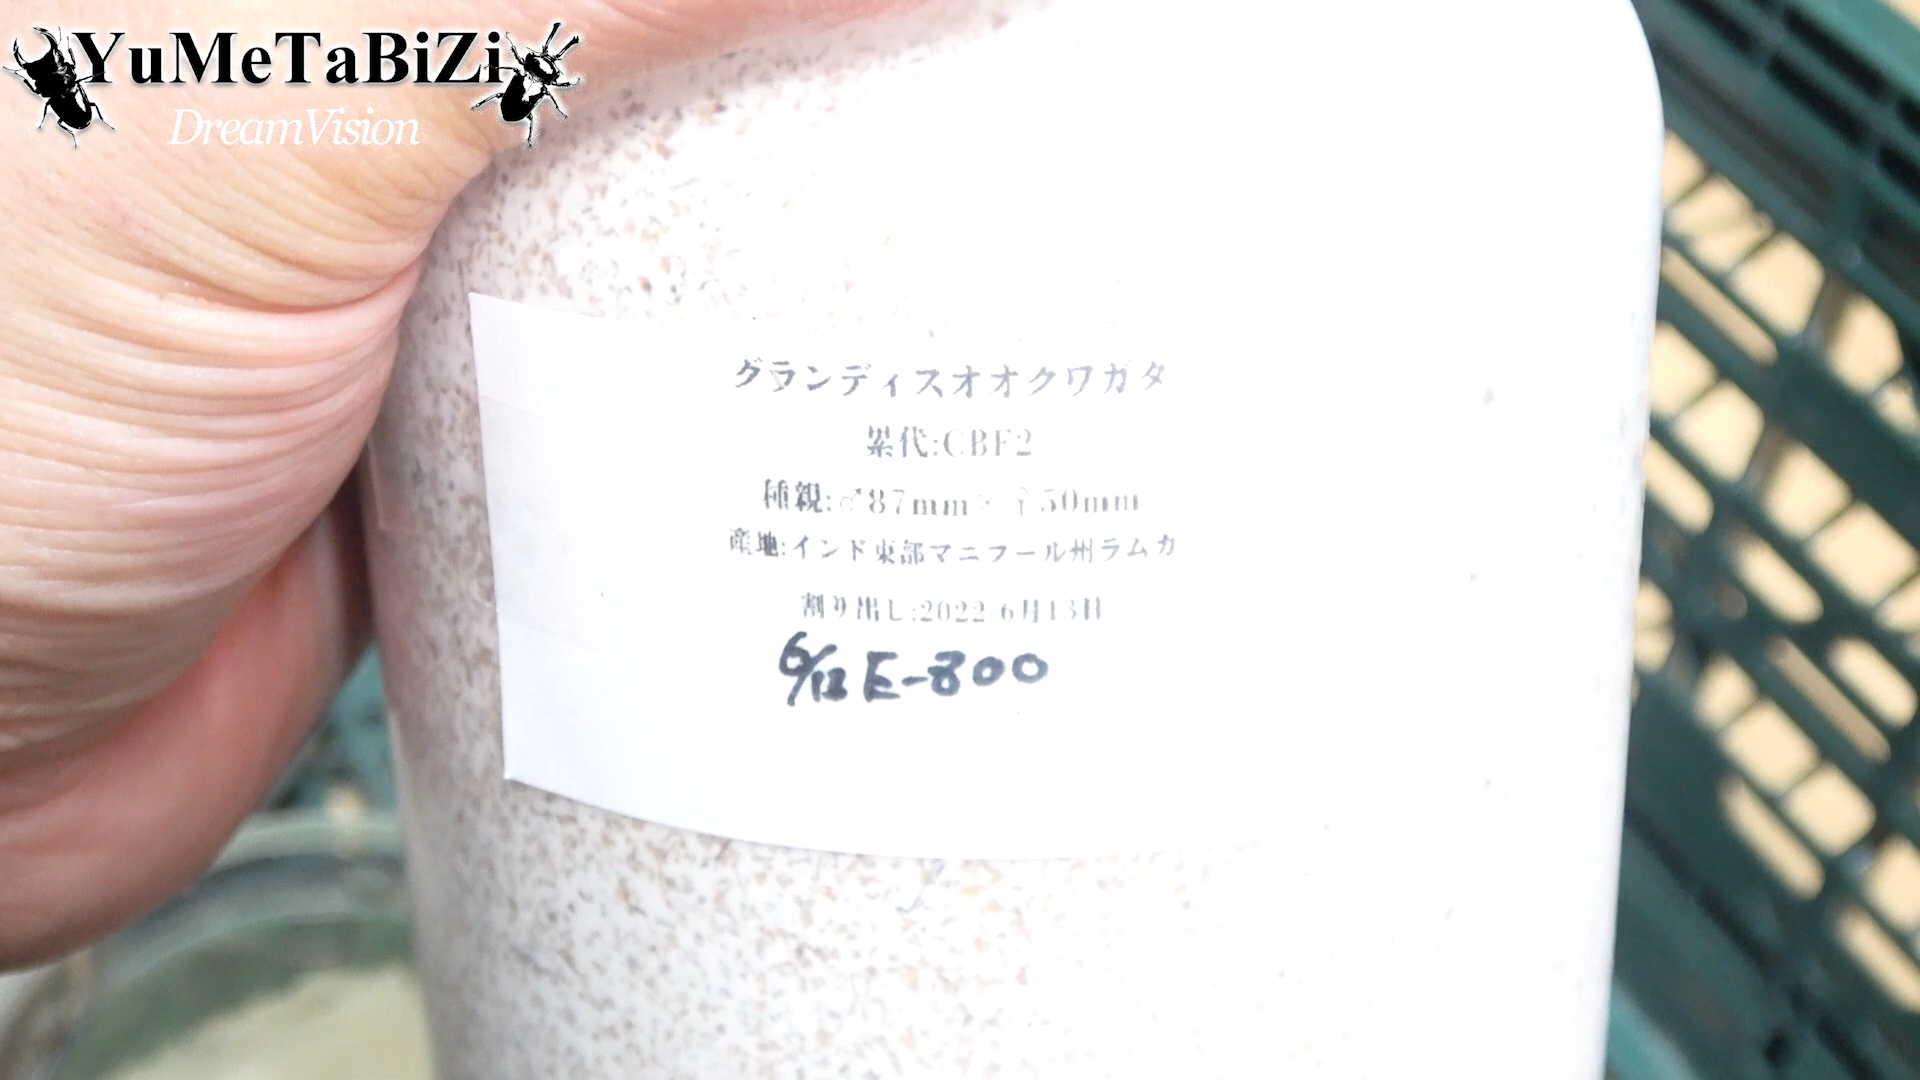 YuMeTaBiZi
DreamVision
グランディスオオクワガタ
累代:CBF2
種親:♂87mm×♀50mm
産地:インド東部マニプール州ラムカ
割り出し:2022/6月13日
6/12 E-800